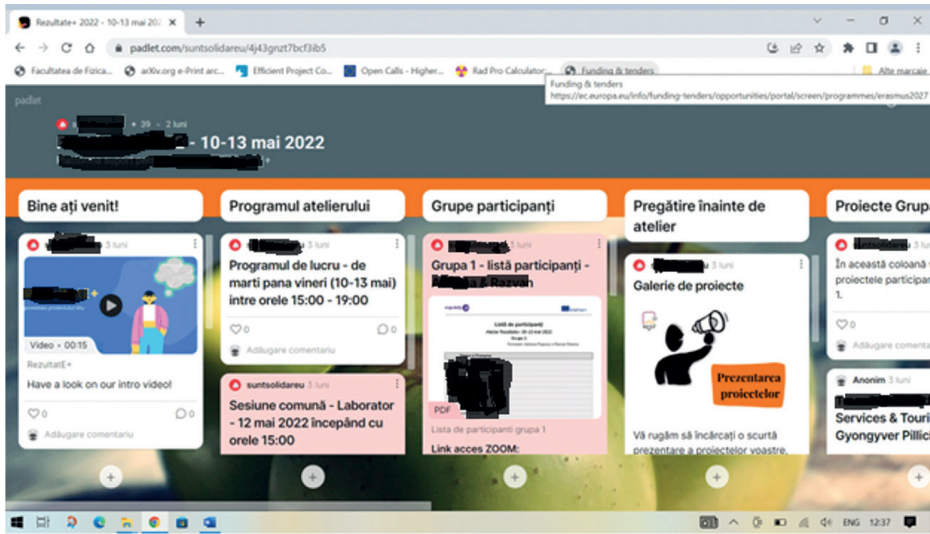 Rezultate+ 2022 - 10-13 mai 202
padlet.com/suntsolidareu/4j43gnzt7bcf3ib5
Facultatea de Fizica... arXiv.org e-Print arc... Efficient Project Co... Open Calls - Higher... Rad Pro Calculator:... Funding & tenders Alte marcaje
Funding & tenders
https://ec.europa.eu/info/funding-tenders/opportunities/portal/screen/programmes/erasmus2027
padlet
+ 39 - 2 luni
- 10-13 mai 2022
Bine ați venit!
3 luni
Video • 00:15
RezultatE+
Have a look on our intro video!
0 0
Adăugare comentariu
Programul atelierului
3 luni
Programul de lucru - de
marti pana vineri (10-13 mai)
intre orele 15:00 - 19:00
0 0
Adăugare comentariu
suntsolidareu 3 luni
Sesiune comună - Laborator
- 12 mai 2022 începând cu
orele 15:00
Grupe participanți
3 luni
Grupa 1 - listă participanți -
& Razvan
Listă de participanți
Grupa 1
PDF
Lista de participanti grupa 1
Link acces ZOOM:
Pregătire înainte de
atelier
3 luni
Galerie de proiecte
Prezentarea
proiectelor
Vă rugăm să încărcați o scurtă
prezentare a proiectelor voastre.
Proiecte Grupa
3 lu
În această coloană
proiectele participan
1.
0
Adăugare comenta
Anonim 3 luni
Services & Touri
Gyongyver Pillic
ENG 12:37